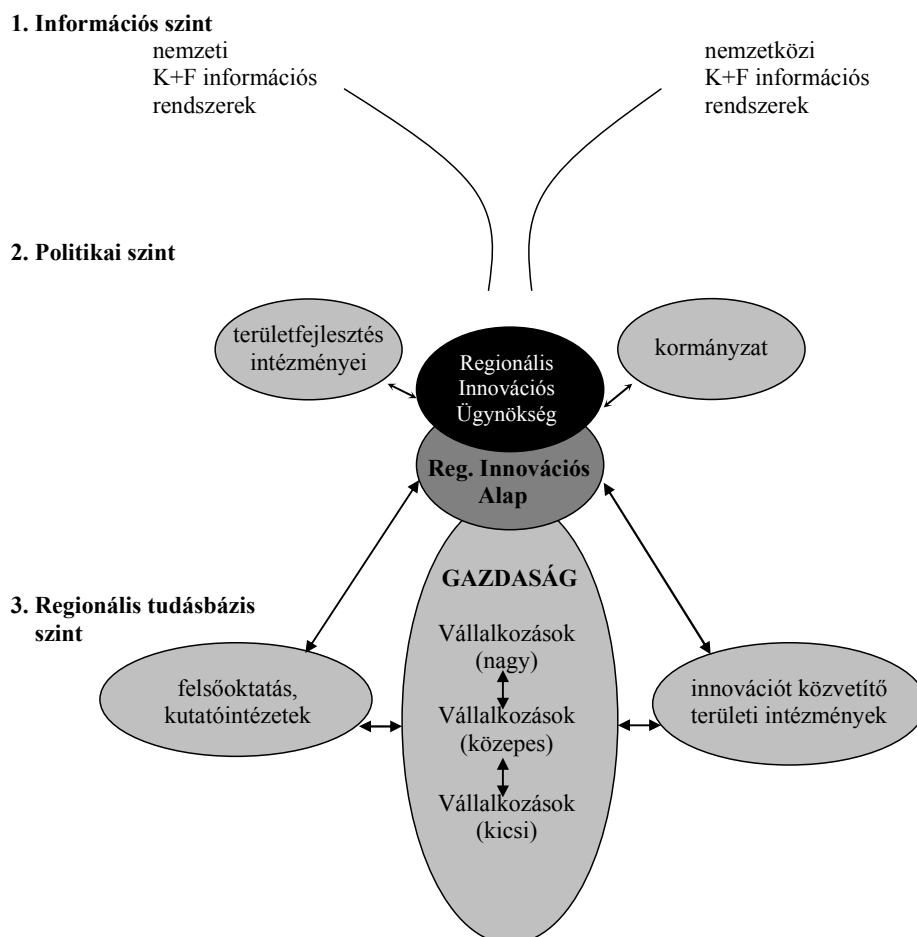 1. Információs szint
nemzeti
K+F információs
rendszerek
nemzetközi
K+F információs
rendszerek
2. Politikai szint
területfejlesztés
intézményei
Regionális
Innovációs
Ügynökség
kormányzat
Reg. Innovációs
Alap
GAZDASÁG
3. Regionális tudásbázis
szint
Vállalkozások
(nagy)
felsőoktatás,
kutatóintézetek
Vállalkozások
(közepes)
innovációt közvetítő
területi intézmények
Vállalkozások
(kicsi)